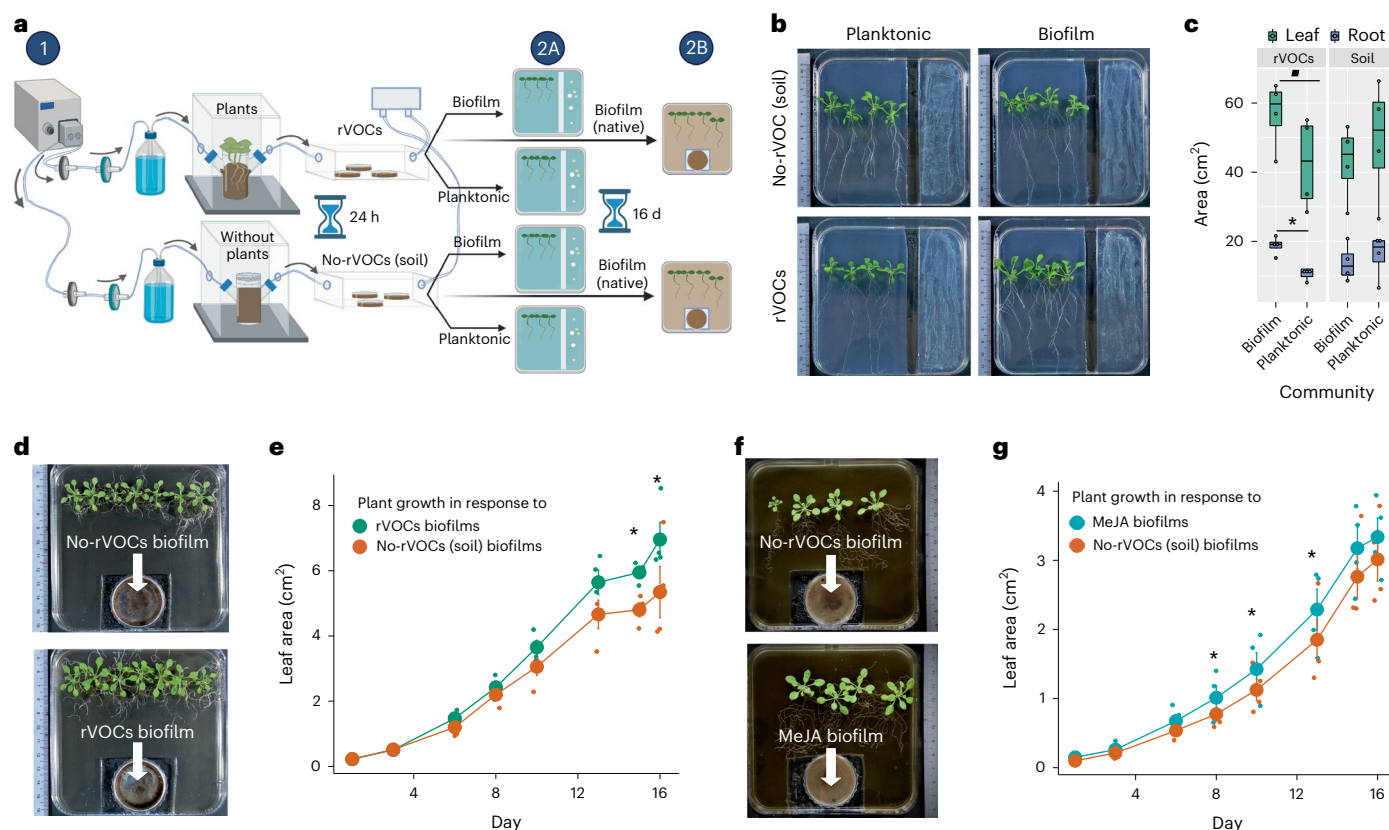 a
1
2A
2B
Plants
rVOCs
Biofilm
Biofilm
(native)
Planktonic
24 h
16 d
Without
plants
No-rVOCs (soil)
Biofilm
Biofilm
(native)
Planktonic
b
Planktonic
Biofilm
No-rVOC (soil)
rVOCs
c
Leaf
Root
rVOCs
Soil
*
Area (cm²)
60
40
20
Biofilm
Planktonic
Biofilm
Planktonic
Community
d
No-rVOCs biofilm
rVOCs biofilm
e
Plant growth in response to
rVOCs biofilms
No-rVOCs (soil) biofilms
* *
Leaf area (cm²)
8
6
4
2
0
4 8 12 16
Day
f
No-rVOCs biofilm
MeJA biofilm
g
Plant growth in response to
MeJA biofilms
No-rVOCs (soil) biofilms
* * *
Leaf area (cm²)
4
3
2
1
0
4 8 12 16
Day